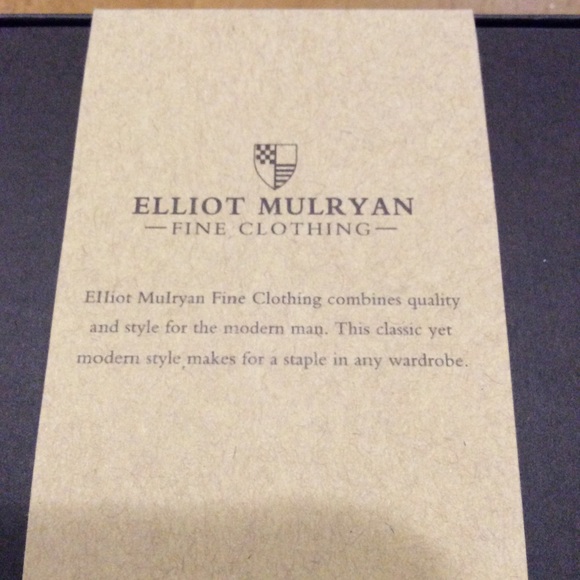 ELLIOT MULRYAN
—FINE CLOTHING—
Elliot Mulryan Fine Clothing combines quality
and style for the modern man. This classic yet
modern style makes for a staple in any wardrobe.